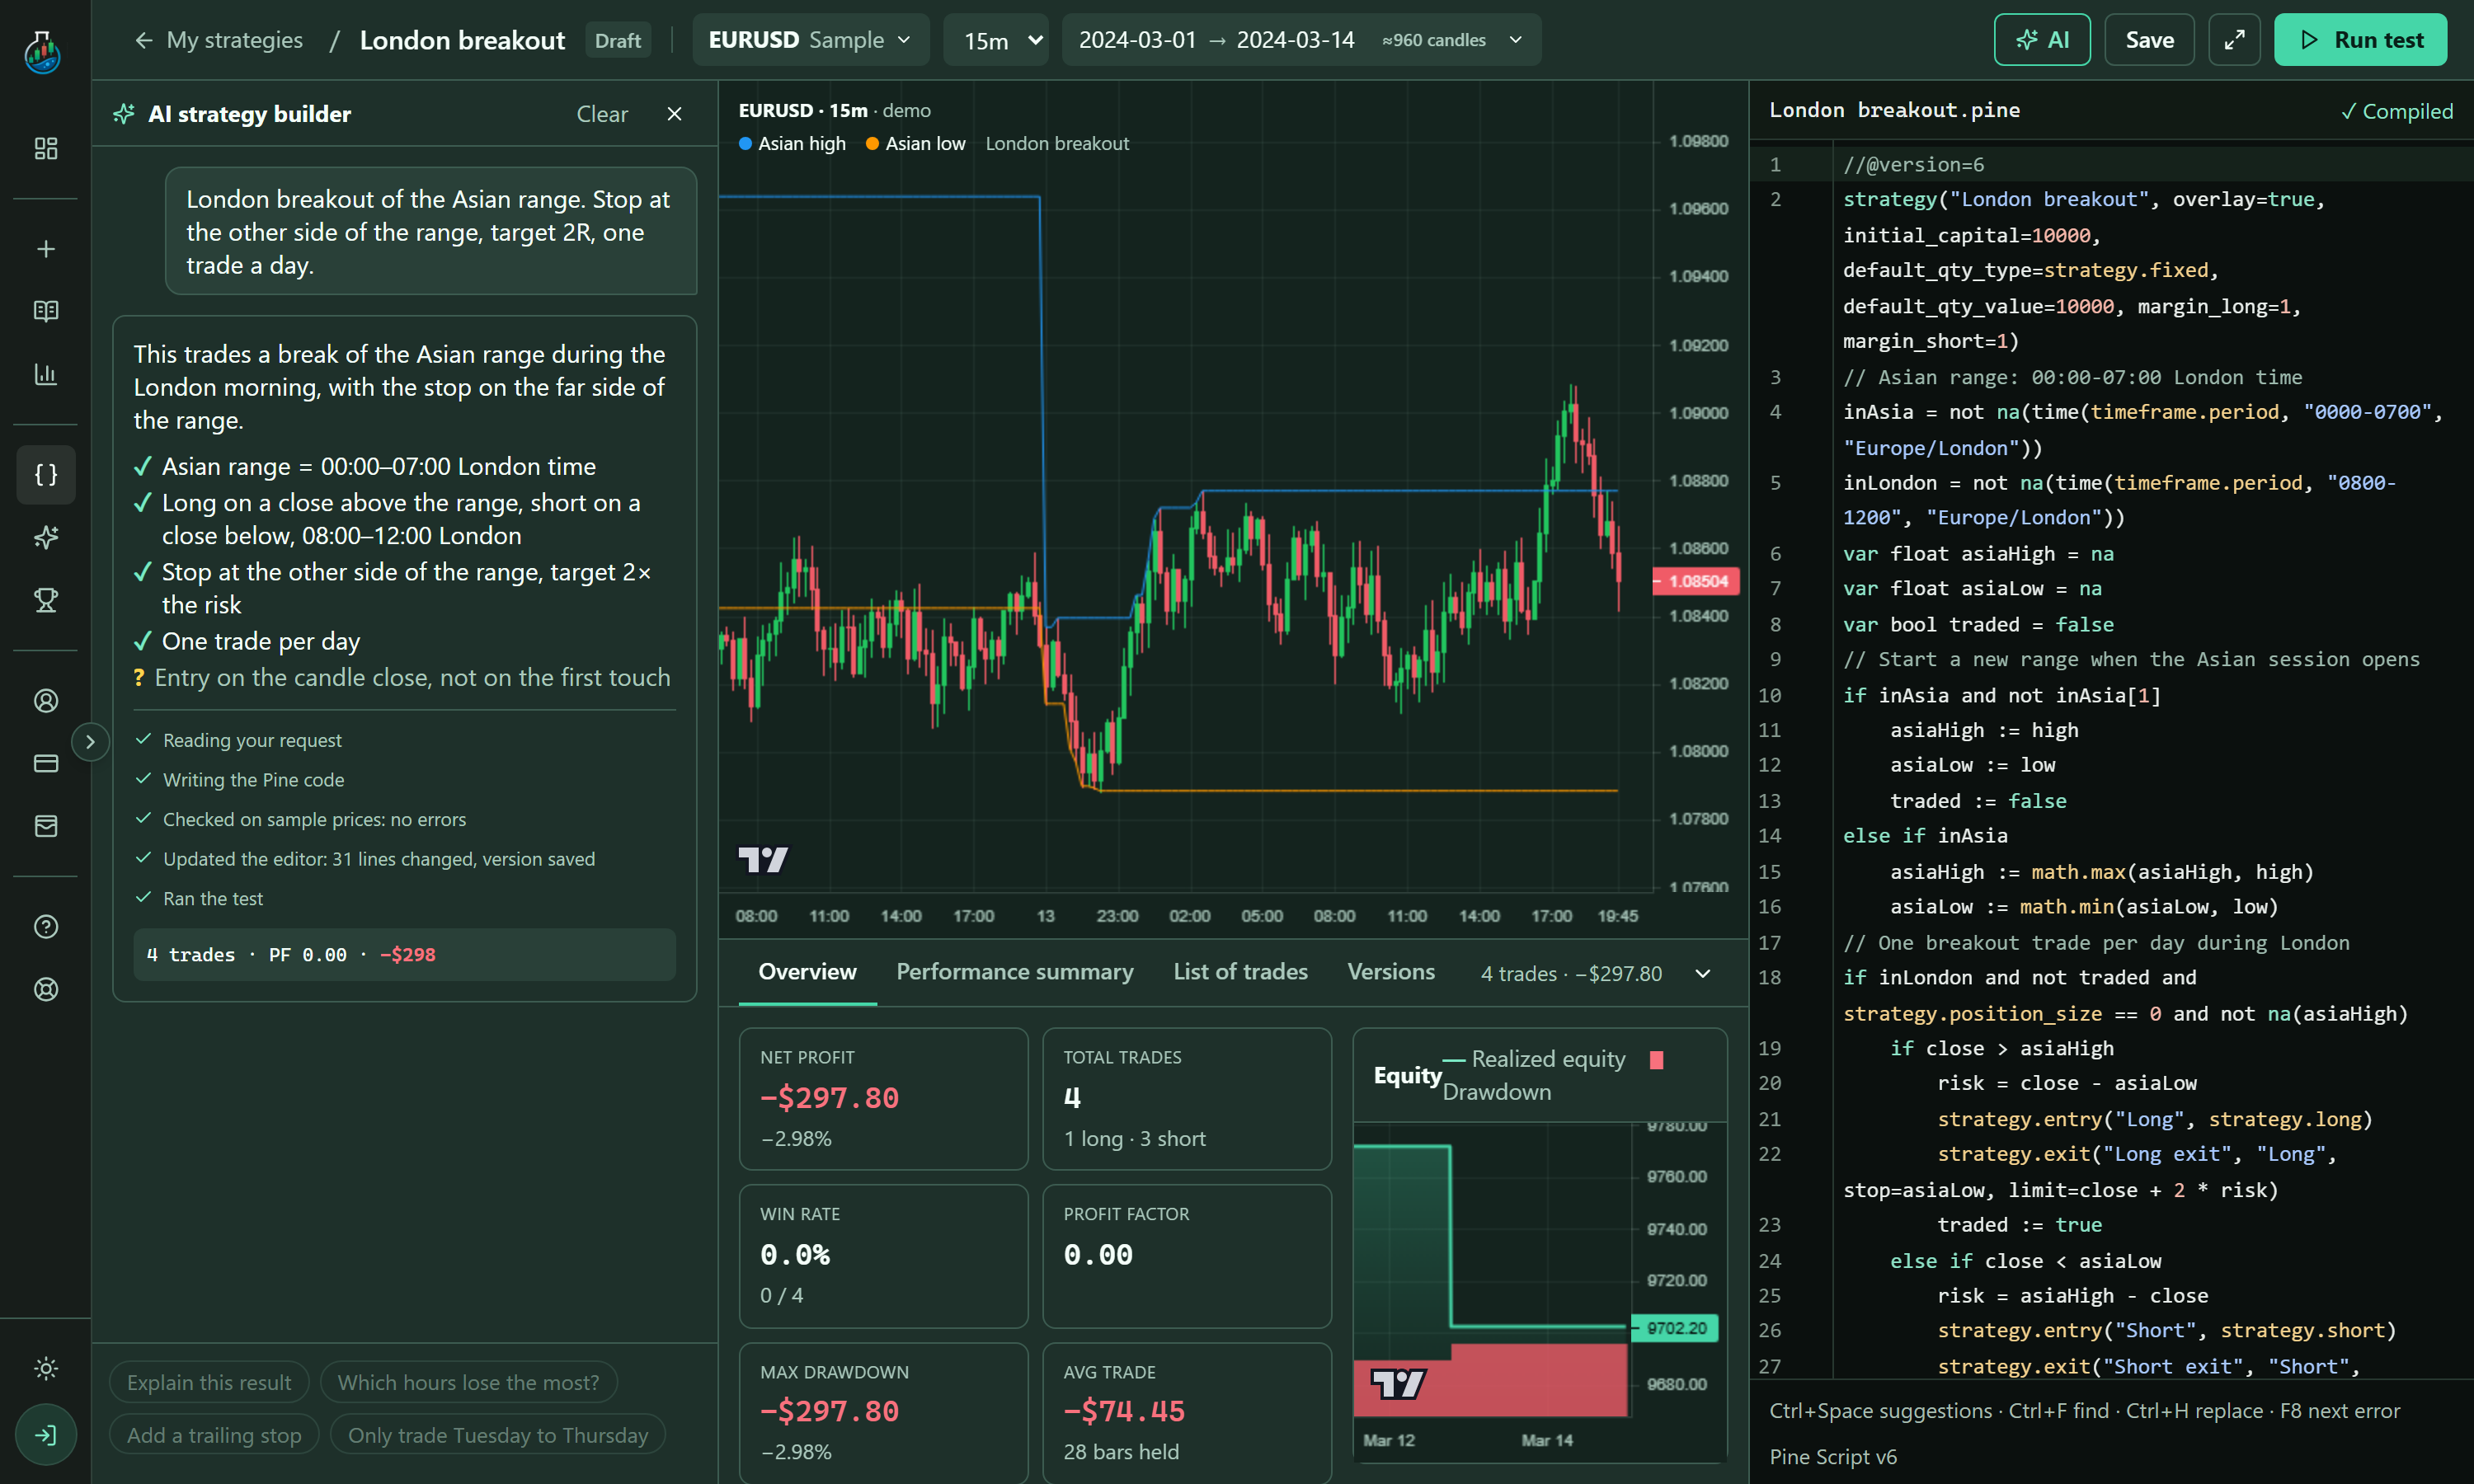 My strategies / London breakout Draft EURUSD Sample 15m 2024-03-01 → 2024-03-14 ≈960 candles AI Save Run test
AI strategy builder Clear
London breakout of the Asian range. Stop at
the other side of the range, target 2R, one
trade a day.
This trades a break of the Asian range during the
London morning, with the stop on the far side of
the range.
✓ Asian range = 00:00–07:00 London time
✓ Long on a close above the range, short on a
close below, 08:00–12:00 London
✓ Stop at the other side of the range, target 2×
the risk
✓ One trade per day
? Entry on the candle close, not on the first touch
✓ Reading your request
✓ Writing the Pine code
✓ Checked on sample prices: no errors
✓ Updated the editor: 31 lines changed, version saved
✓ Ran the test
4 trades · PF 0.00 · −$298
Explain this result
Which hours lose the most?
Add a trailing stop
Only trade Tuesday to Thursday
EURUSD · 15m · demo
Asian high Asian low London breakout
1.09800
1.09600
1.09400
1.09200
1.09000
1.08800
1.08600
1.08504
1.08400
1.08200
1.08000
1.07800
1.07600
08:00 11:00 14:00 17:00 13 23:00 02:00 05:00 08:00 11:00 14:00 17:00 19:45
Overview Performance summary List of trades Versions 4 trades · −$297.80
NET PROFIT
−$297.80
−2.98%
TOTAL TRADES
4
1 long · 3 short
WIN RATE
0.0%
0 / 4
PROFIT FACTOR
0.00
MAX DRAWDOWN
−$297.80
−2.98%
AVG TRADE
−$74.45
28 bars held
Equity — Realized equity
Drawdown
9780.00
9760.00
9740.00
9720.00
9702.20
9680.00
Mar 12 Mar 14
London breakout.pine ✓ Compiled
1 //@version=6
2 strategy("London breakout", overlay=true,
initial_capital=10000,
default_qty_type=strategy.fixed,
default_qty_value=10000, margin_long=1,
margin_short=1)
3 // Asian range: 00:00-07:00 London time
4 inAsia = not na(time(timeframe.period, "0000-0700",
"Europe/London"))
5 inLondon = not na(time(timeframe.period, "0800-
1200", "Europe/London"))
6 var float asiaHigh = na
7 var float asiaLow = na
8 var bool traded = false
9 // Start a new range when the Asian session opens
10 if inAsia and not inAsia[1]
11 asiaHigh := high
12 asiaLow := low
13 traded := false
14 else if inAsia
15 asiaHigh := math.max(asiaHigh, high)
16 asiaLow := math.min(asiaLow, low)
17 // One breakout trade per day during London
18 if inLondon and not traded and
strategy.position_size == 0 and not na(asiaHigh)
19 if close > asiaHigh
20 risk = close - asiaLow
21 strategy.entry("Long", strategy.long)
22 strategy.exit("Long exit", "Long",
stop=asiaLow, limit=close + 2 * risk)
23 traded := true
24 else if close < asiaLow
25 risk = asiaHigh - close
26 strategy.entry("Short", strategy.short)
27 strategy.exit("Short exit", "Short",
Ctrl+Space suggestions · Ctrl+F find · Ctrl+H replace · F8 next error
Pine Script v6